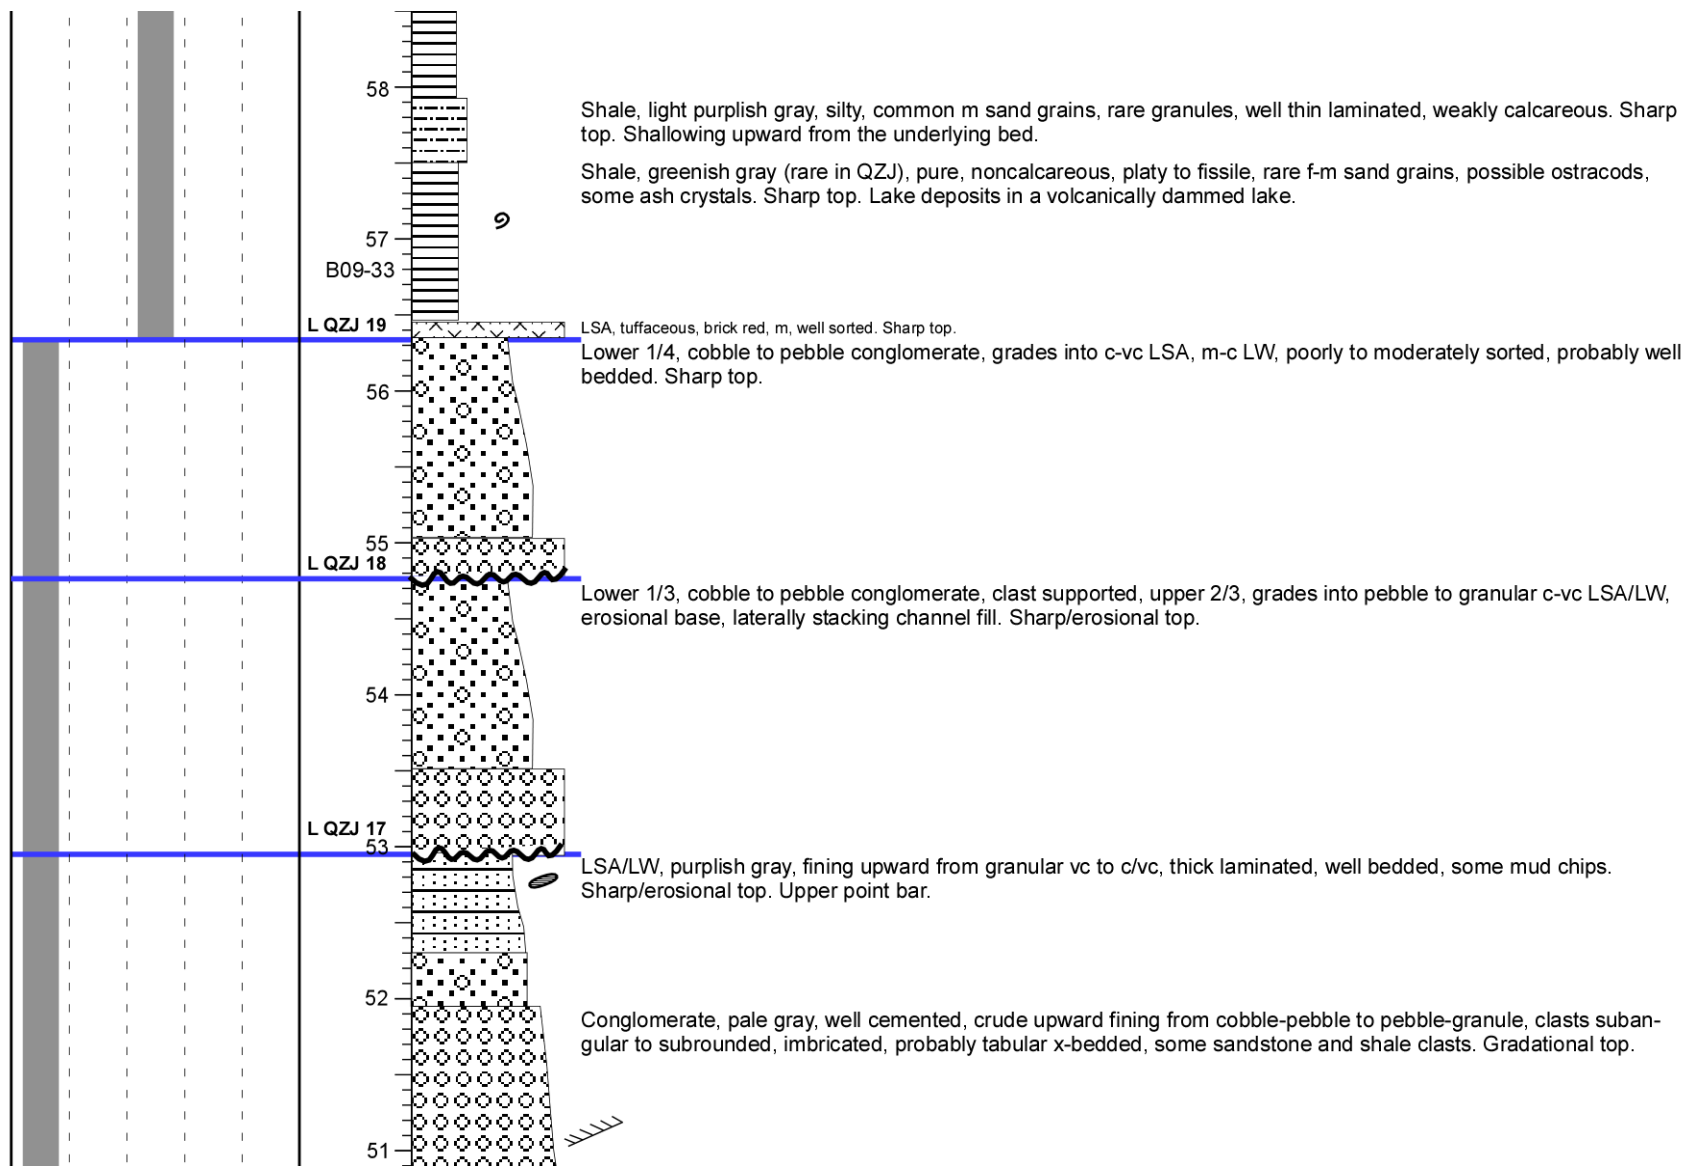 58
Shale, light purplish gray, silty, common m sand grains, rare granules, well thin laminated, weakly calcareous. Sharp
top. Shallowing upward from the underlying bed.
Shale, greenish gray (rare in QZJ), pure, noncalcareous, platy to fissile, rare f-m sand grains, possible ostracods,
some ash crystals. Sharp top. Lake deposits in a volcanically dammed lake.
57
B09-33
L QZJ 19
LSA, tuffaceous, brick red, m, well sorted. Sharp top.
Lower 1/4, cobble to pebble conglomerate, grades into c-vc LSA, m-c LW, poorly to moderately sorted, probably well
bedded. Sharp top.
56
55
L QZJ 18
Lower 1/3, cobble to pebble conglomerate, clast supported, upper 2/3, grades into pebble to granular c-vc LSA/LW,
erosional base, laterally stacking channel fill. Sharp/erosional top.
54
L QZJ 17
53
LSA/LW, purplish gray, fining upward from granular vc to c/vc, thick laminated, well bedded, some mud chips.
Sharp/erosional top. Upper point bar.
52
Conglomerate, pale gray, well cemented, crude upward fining from cobble-pebble to pebble-granule, clasts suban-
gular to subrounded, imbricated, probably tabular x-bedded, some sandstone and shale clasts. Gradational top.
51